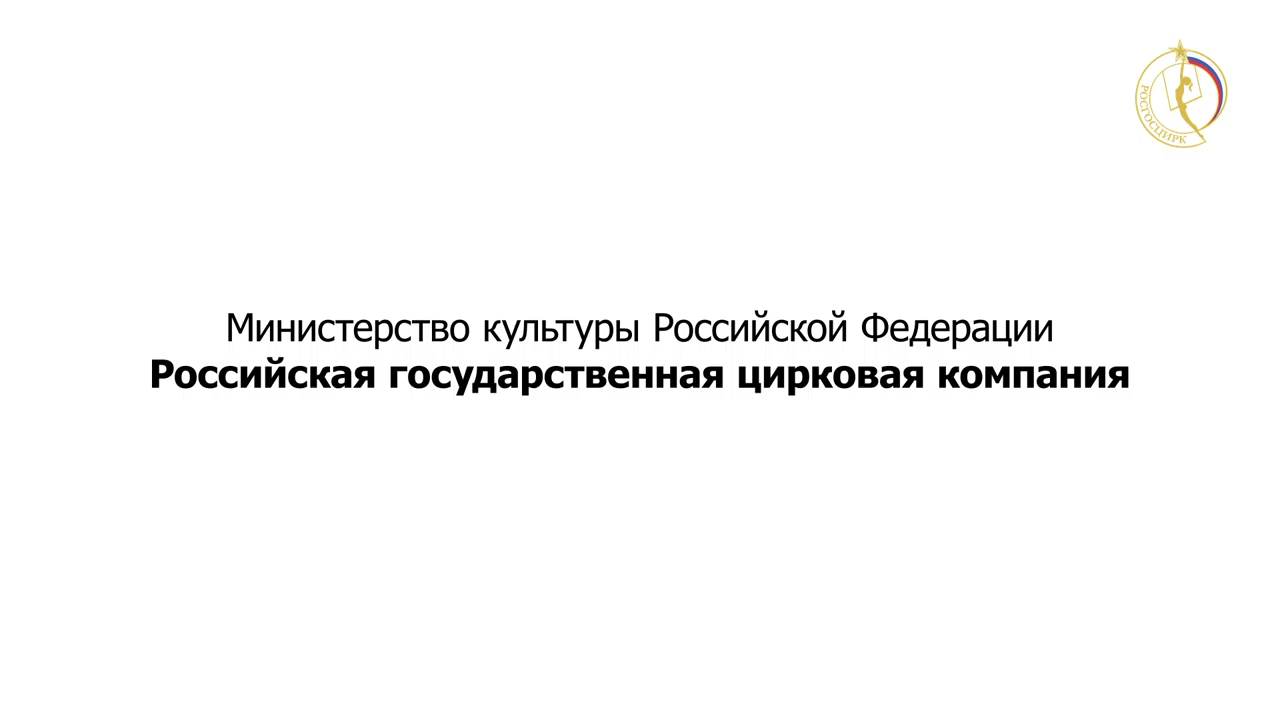 РОСГОСЦИРК
Министерство культуры Российской Федерации
Российская государственная цирковая компания